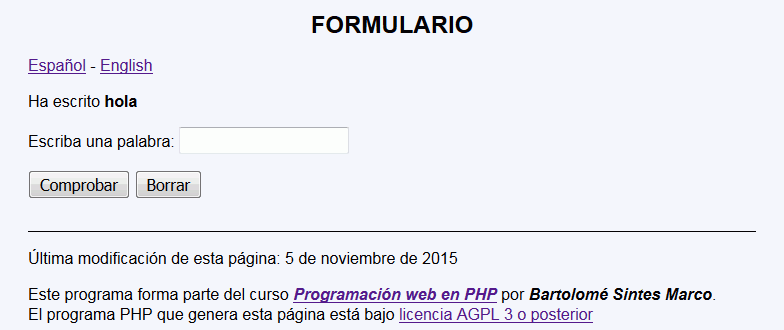 FORMULARIO
Español - English
Ha escrito hola
Escriba una palabra:
Comprobar Borrar
Última modificación de esta página: 5 de noviembre de 2015
Este programa forma parte del curso Programación web en PHP por Bartolomé Sintes Marco.
El programa PHP que genera esta página está bajo licencia AGPL 3 o posterior